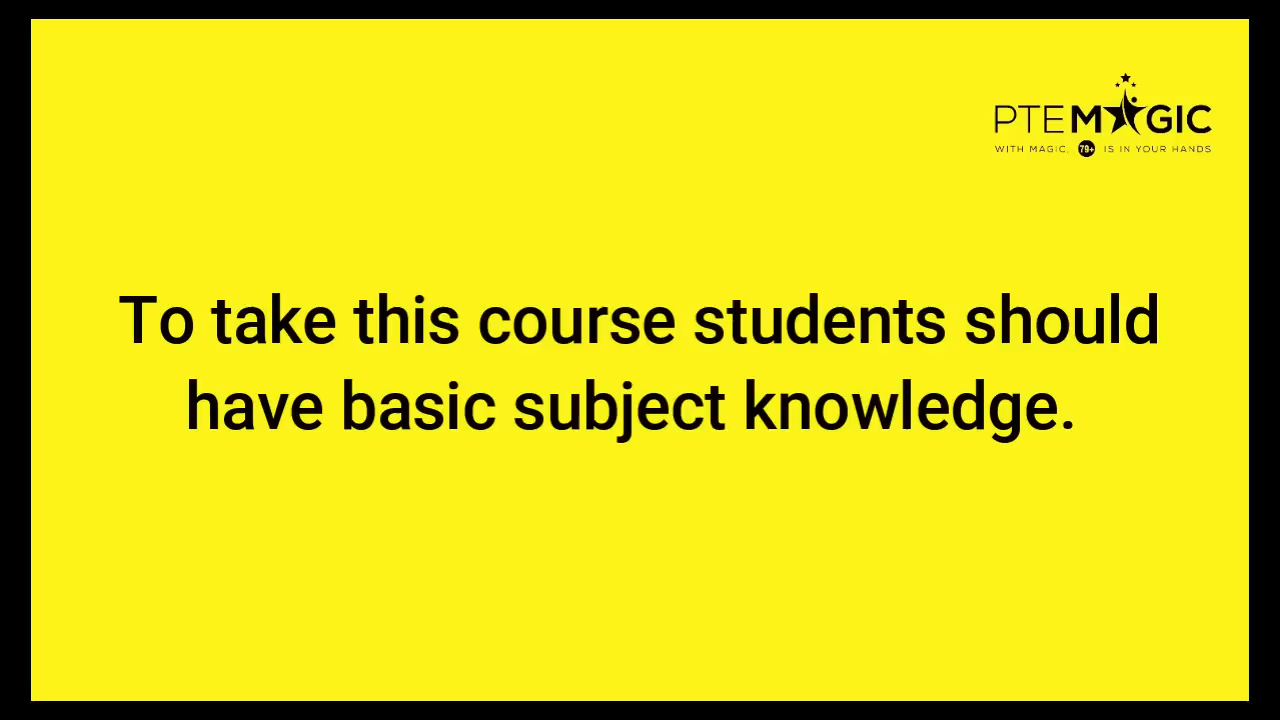 PTEMAGIC
WITH MAGIC, 79+ IS IN YOUR HANDS
To take this course students should
have basic subject knowledge.